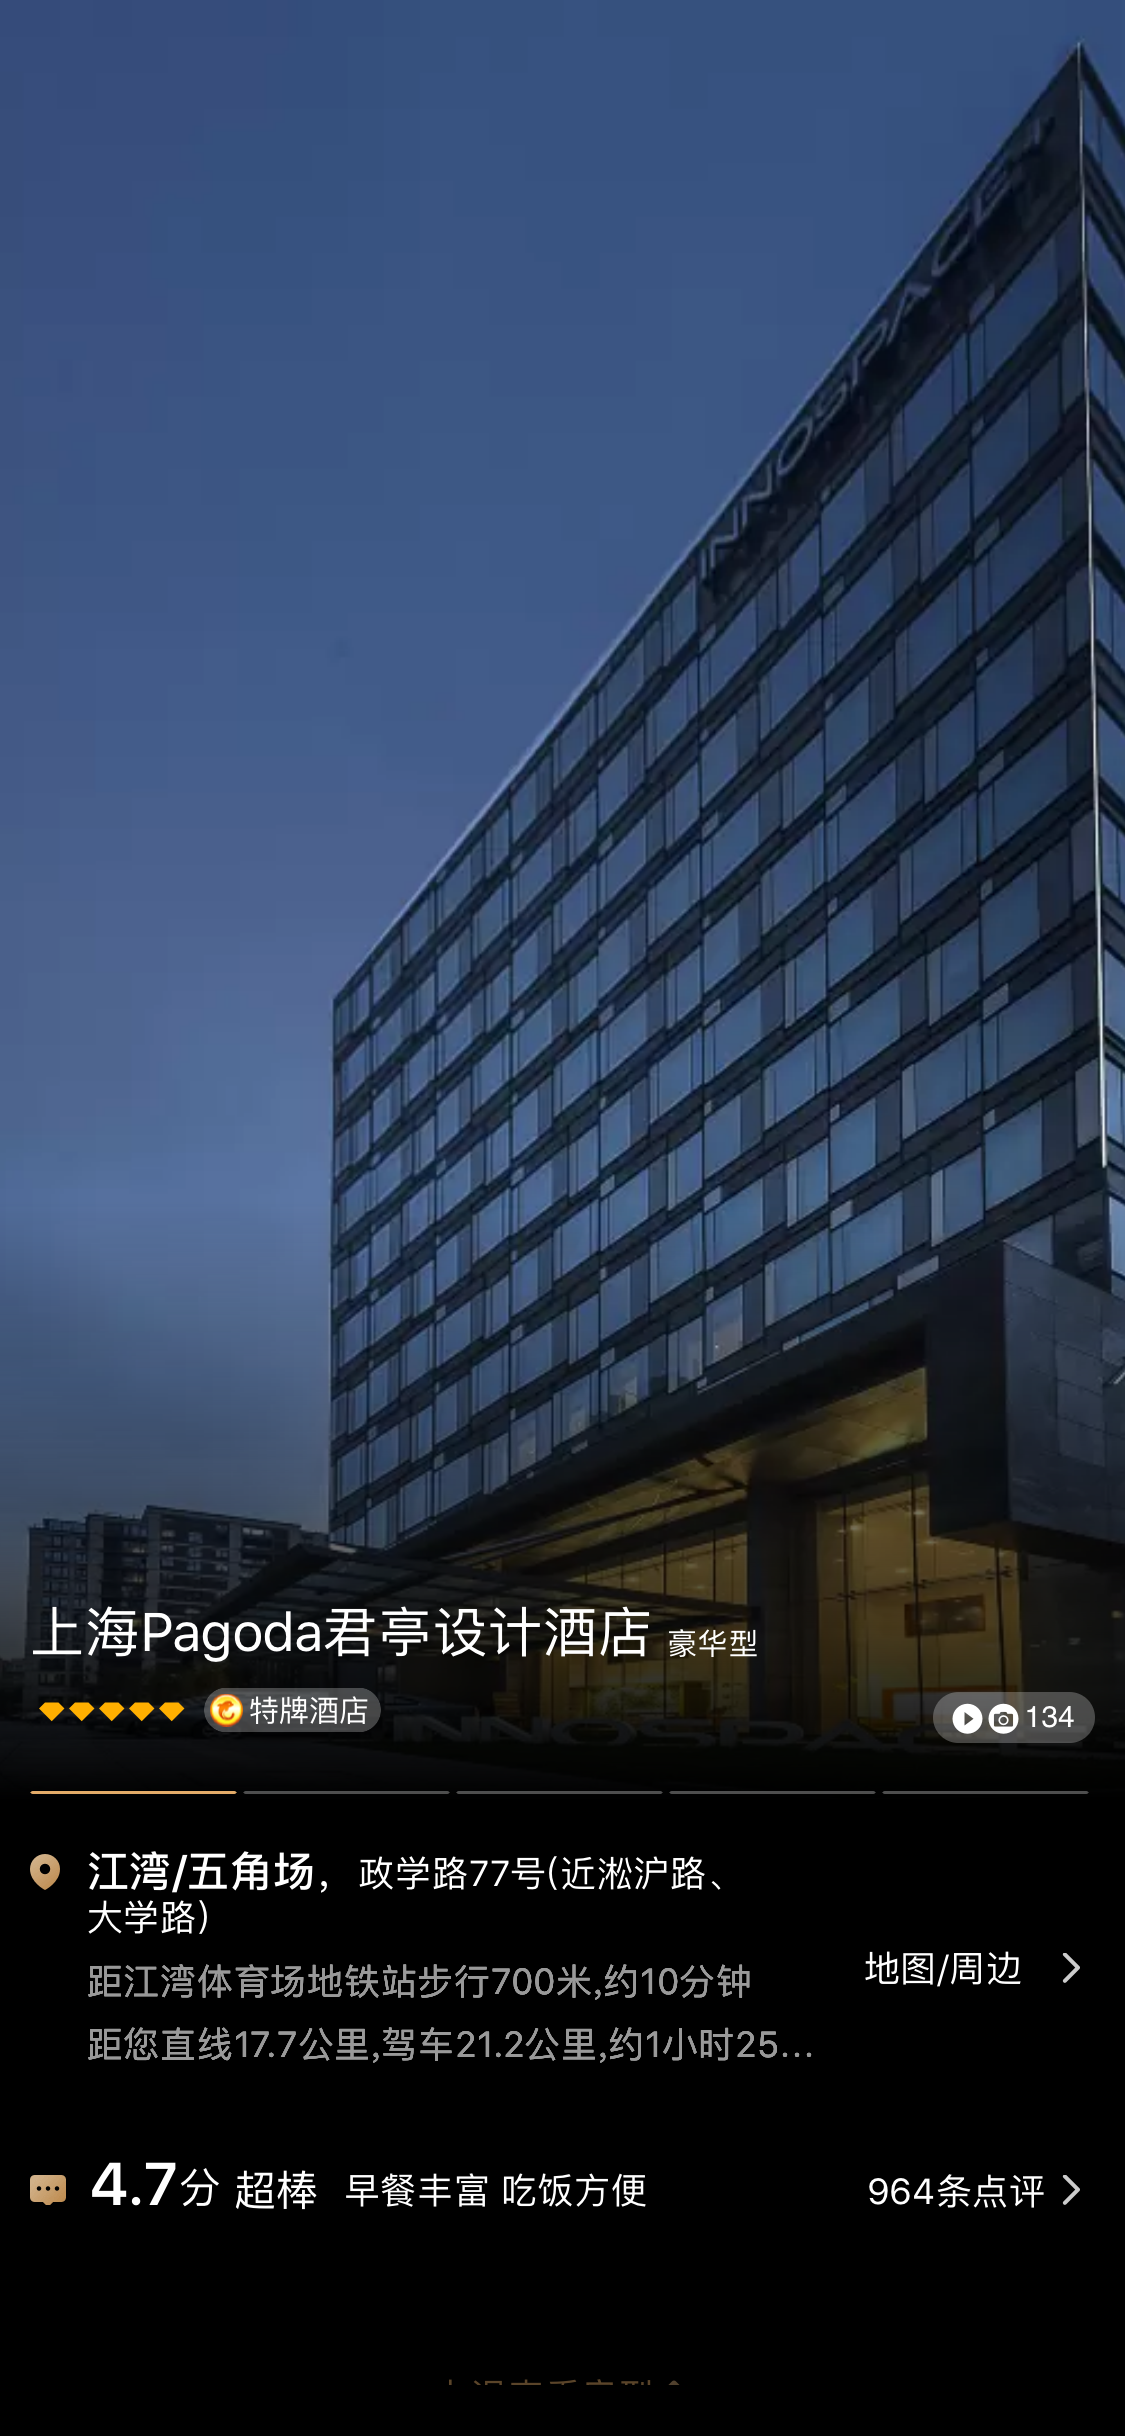 INNOSPACE
上海Pagoda君亭设计酒店 豪华型
特牌酒店
134
江湾/五角场，政学路77号(近淞沪路、
大学路)
距江湾体育场地铁站步行700米,约10分钟
地图/周边
距您直线17.7公里,驾车21.2公里,约1小时25...
4.7分 超棒 早餐丰富 吃饭方便
964条点评